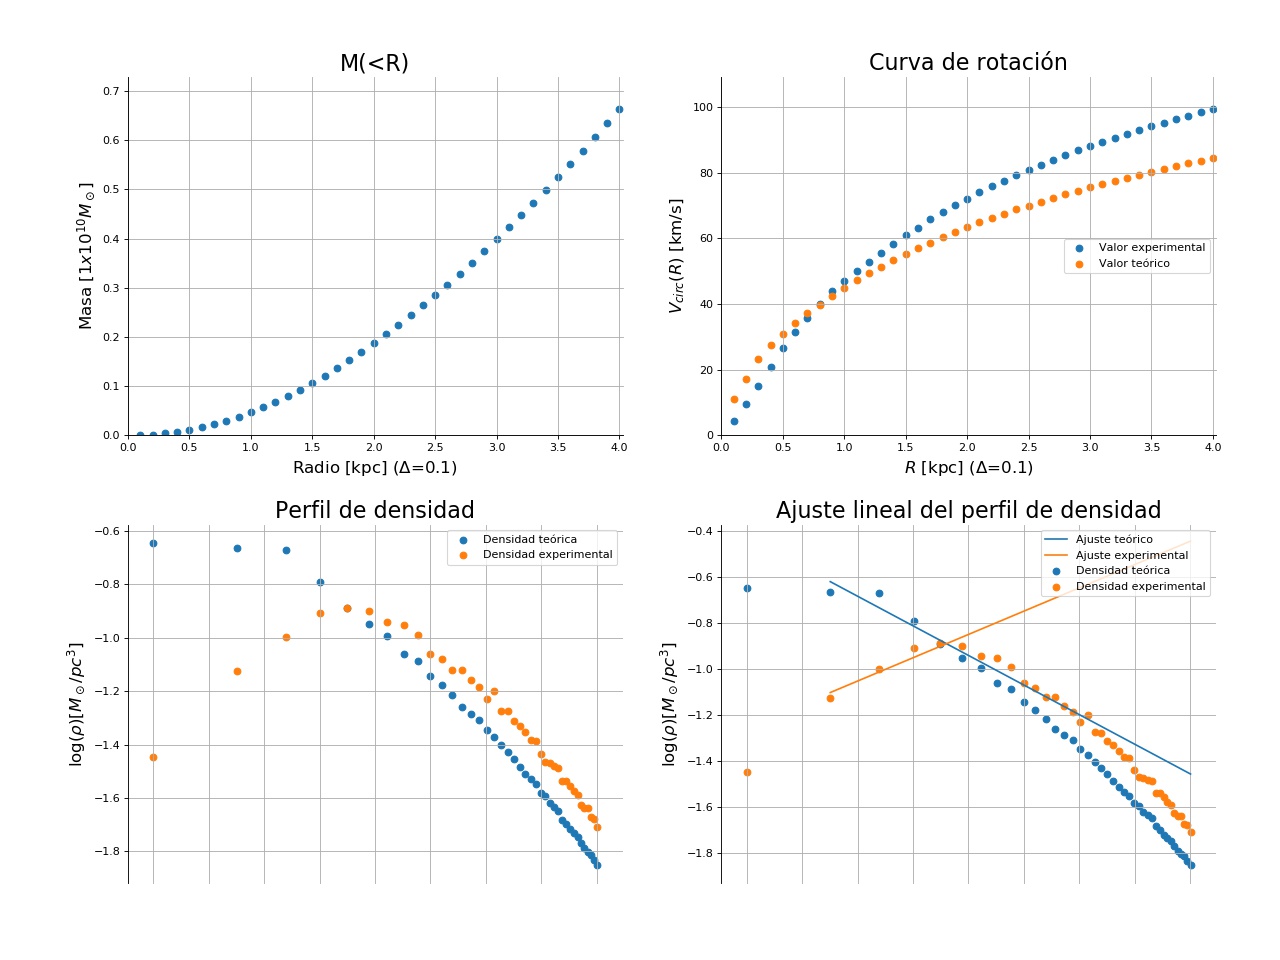 M(<R)
Masa [1x10^{10}M_⊙]
0.7
0.6
0.5
0.4
0.3
0.2
0.1
0.0
0.0 0.5 1.0 1.5 2.0 2.5 3.0 3.5 4.0
Radio [kpc] (Δ=0.1)
Curva de rotación
V_{circ}(R) [km/s]
100
80
60
40
20
0
Valor experimental
Valor teórico
0.0 0.5 1.0 1.5 2.0 2.5 3.0 3.5 4.0
R [kpc] (Δ=0.1)
Perfil de densidad
log(ρ)[M_⊙/pc^3]
−0.6
−0.8
−1.0
−1.2
−1.4
−1.6
−1.8
Densidad teórica
Densidad experimental
Ajuste lineal del perfil de densidad
log(ρ)[M_⊙/pc^3]
−0.4
−0.6
−0.8
−1.0
−1.2
−1.4
−1.6
−1.8
Ajuste teórico
Ajuste experimental
Densidad teórica
Densidad experimental